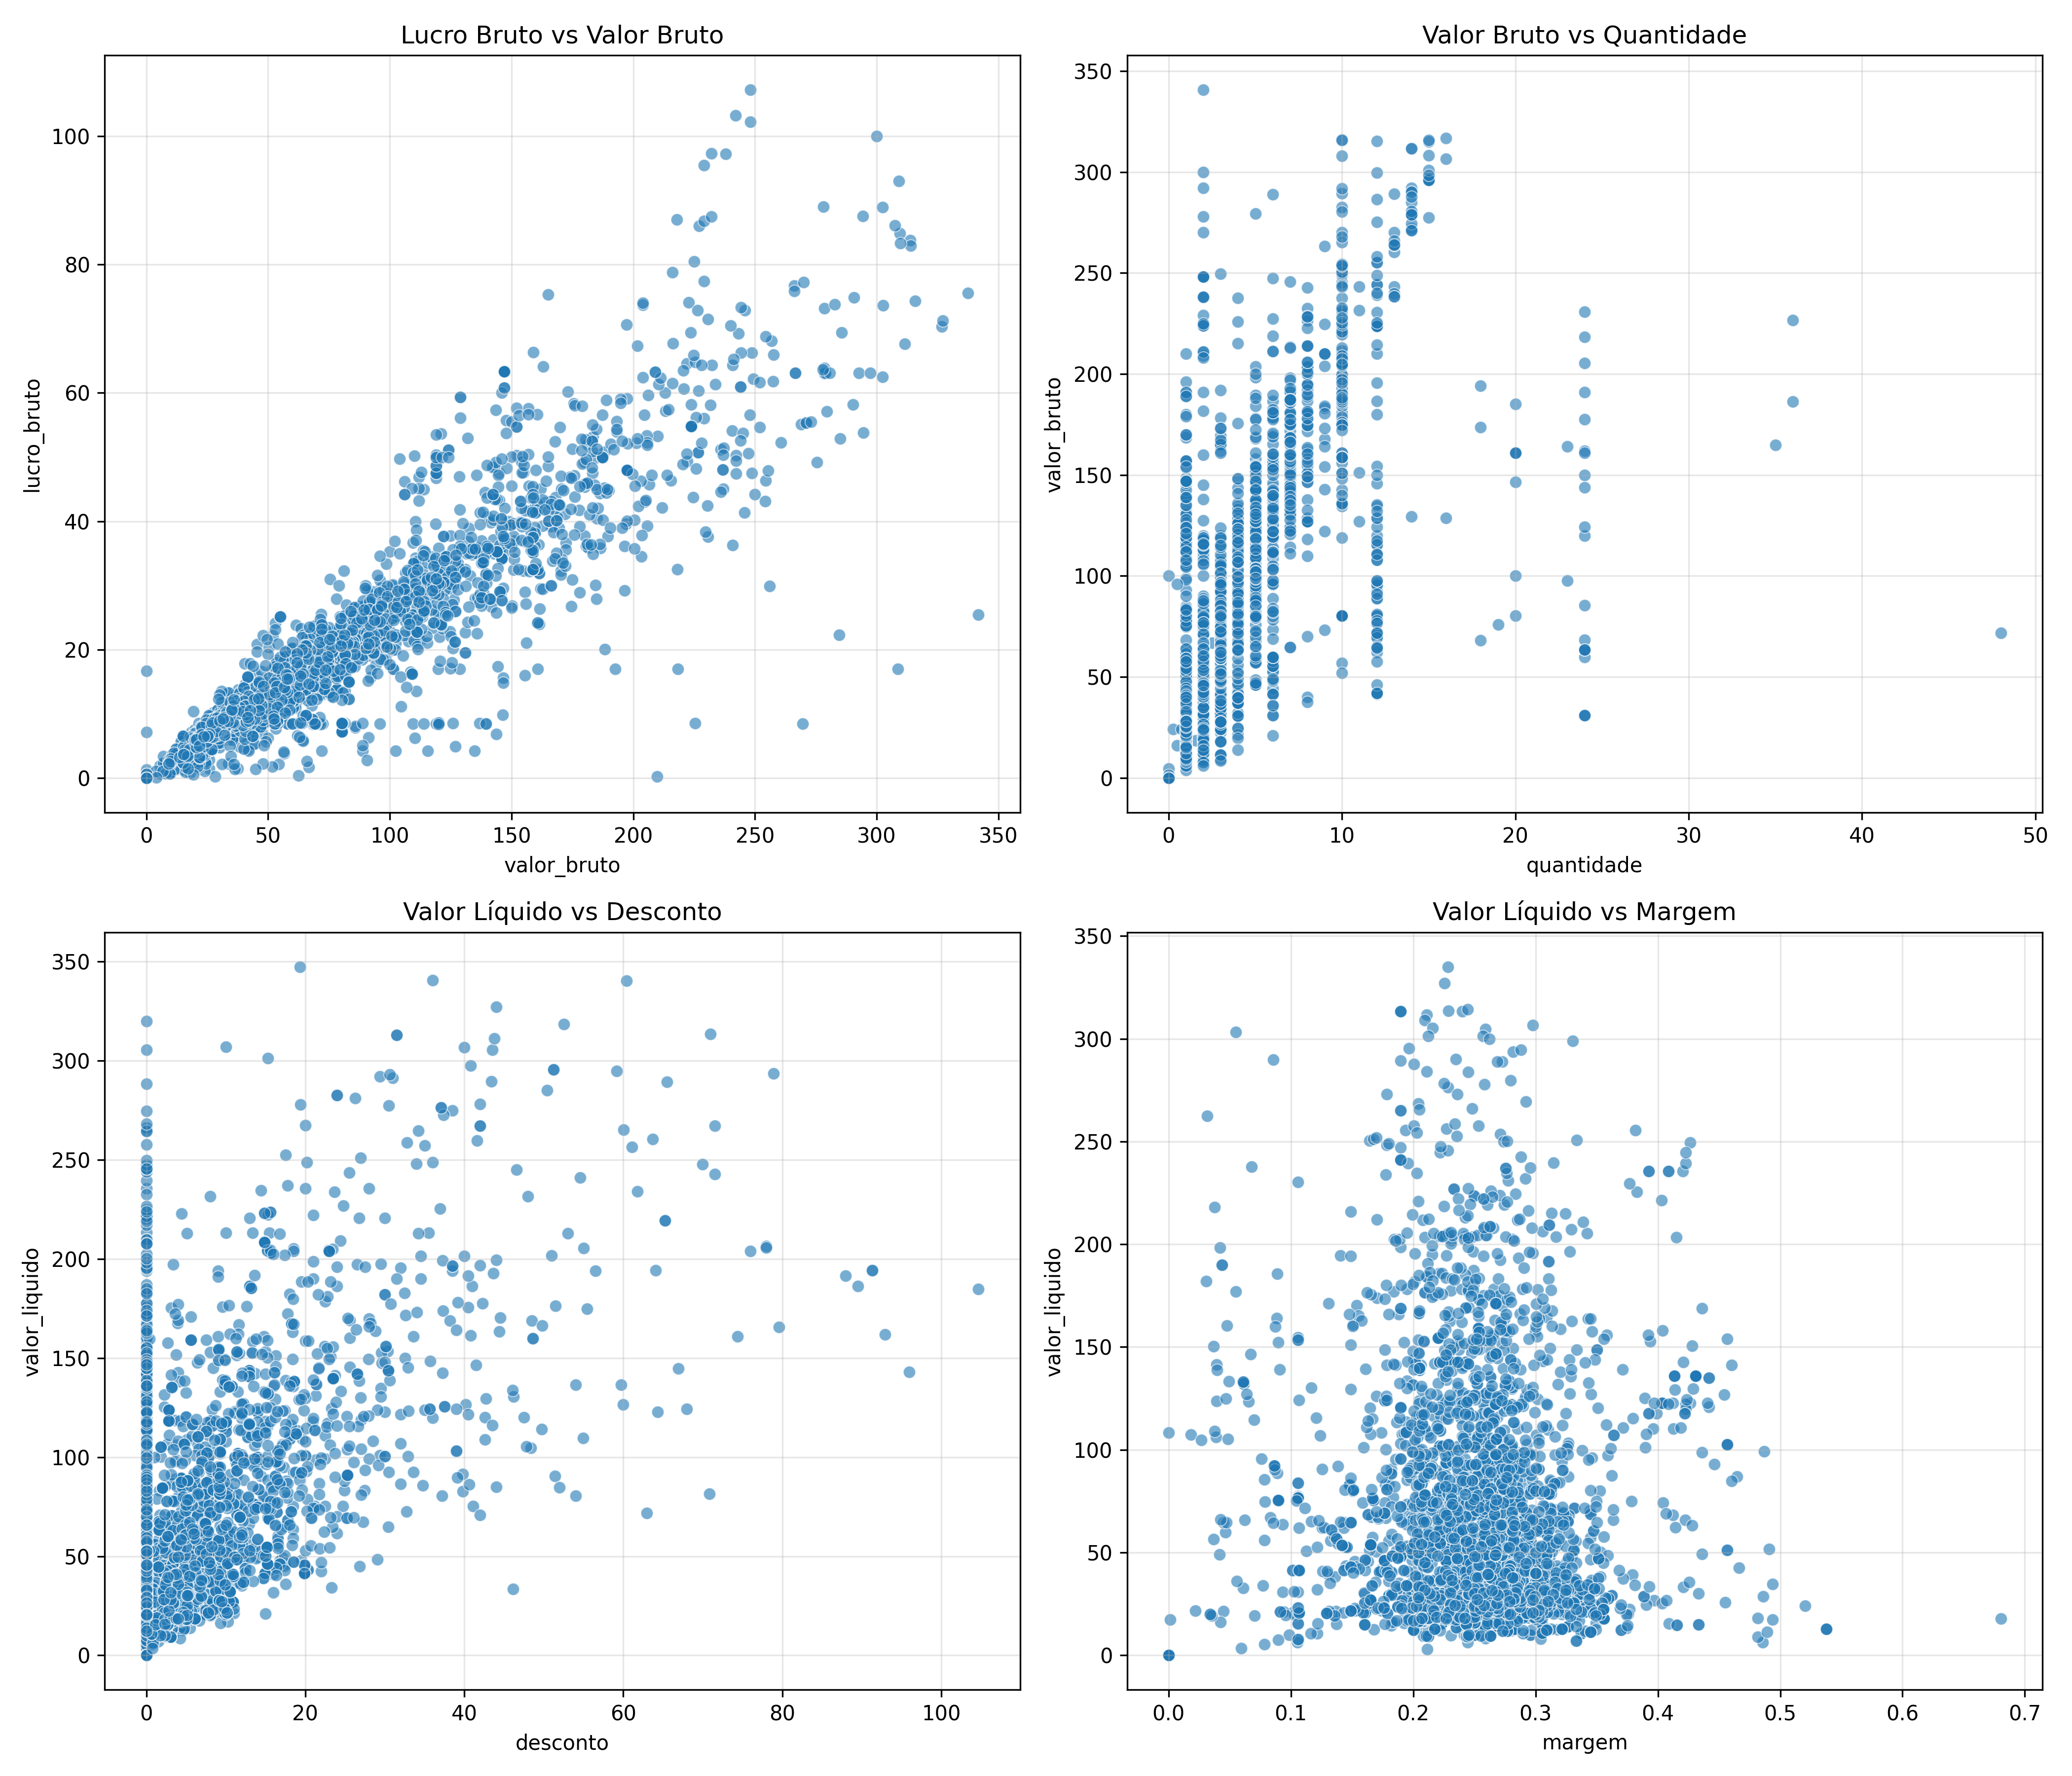 Lucro Bruto vs Valor Bruto
lucro_bruto
100
80
60
40
20
0
0 50 100 150 200 250 300 350
valor_bruto
Valor Bruto vs Quantidade
valor_bruto
350
300
250
200
150
100
50
0
0 10 20 30 40 50
quantidade
Valor Líquido vs Desconto
valor_liquido
350
300
250
200
150
100
50
0
0 20 40 60 80 100
desconto
Valor Líquido vs Margem
valor_liquido
350
300
250
200
150
100
50
0
0.0 0.1 0.2 0.3 0.4 0.5 0.6 0.7
margem